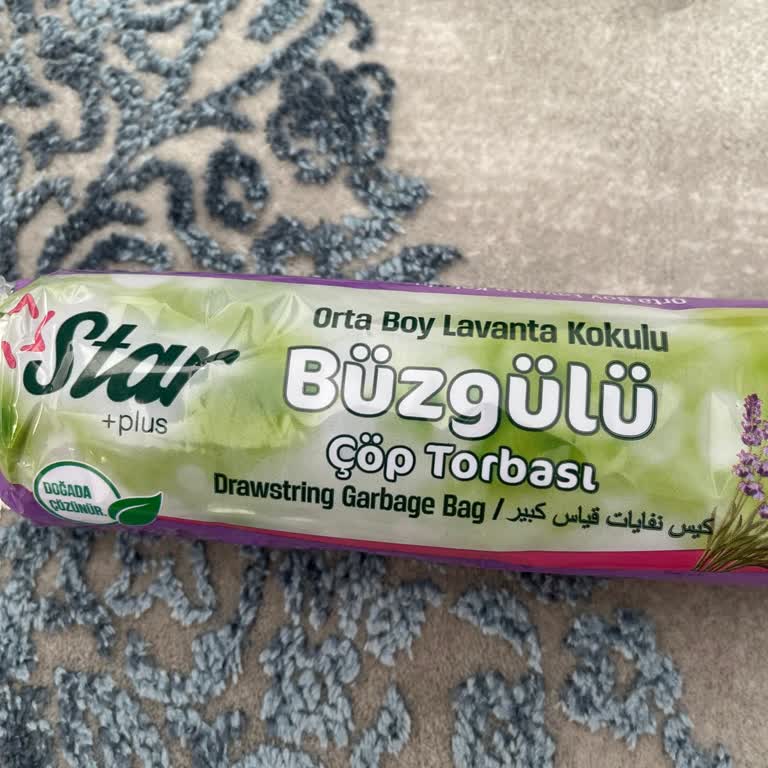 Orta Boy Lavanta Kokulu
Star
+plus
Büzgülü
Çöp Torbası
Drawstring Garbage Bag / كيس نفايات قياس كبير
DOĞADA
ÇÖZÜNÜR